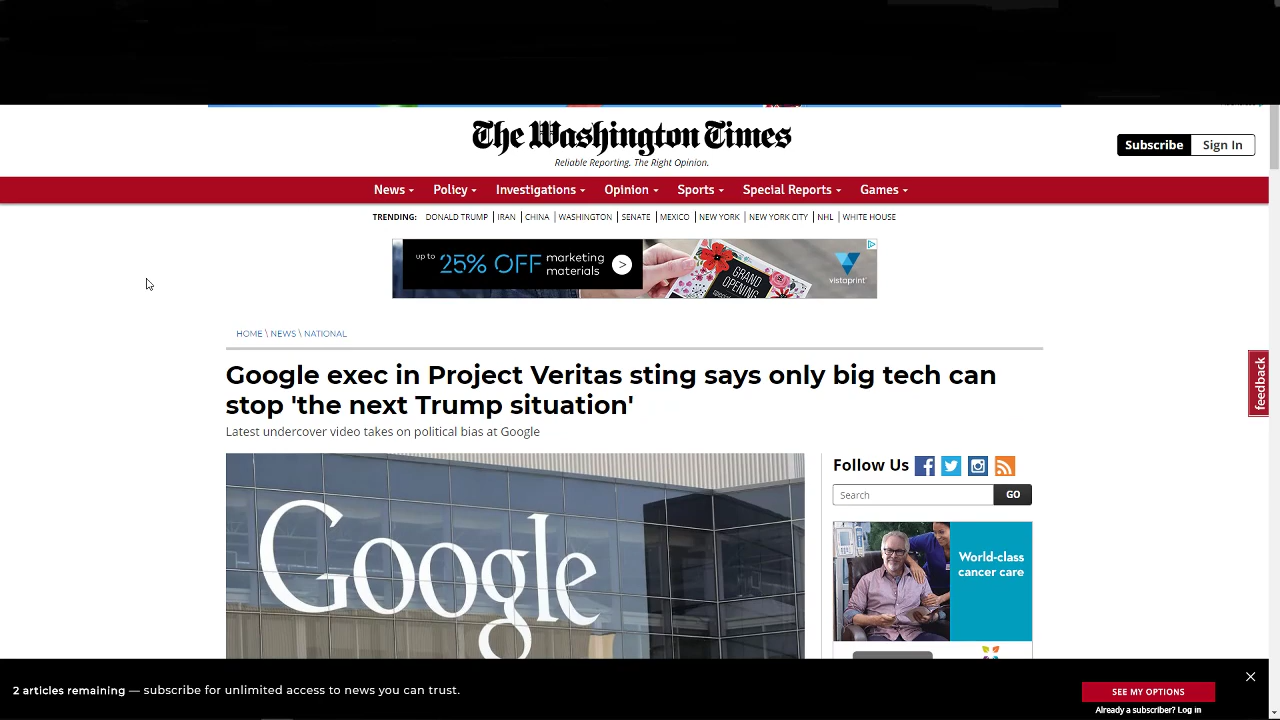 The Washington Times
Reliable Reporting. The Right Opinion.
Subscribe
Sign In
News
Policy
Investigations
Opinion
Sports
Special Reports
Games
TRENDING:
DONALD TRUMP
IRAN
CHINA
WASHINGTON
SENATE
MEXICO
NEW YORK
NEW YORK CITY
NHL
WHITE HOUSE
up to
25% OFF
marketing
materials
>
GRAND
OPENING
vistaprint
HOME \ NEWS \ NATIONAL
Google exec in Project Veritas sting says only big tech can
stop 'the next Trump situation'
Latest undercover video takes on political bias at Google
Google
Follow Us
Search
GO
World-class
cancer care
feedback
2 articles remaining — subscribe for unlimited access to news you can trust.
SEE MY OPTIONS
Already a subscriber? Log in